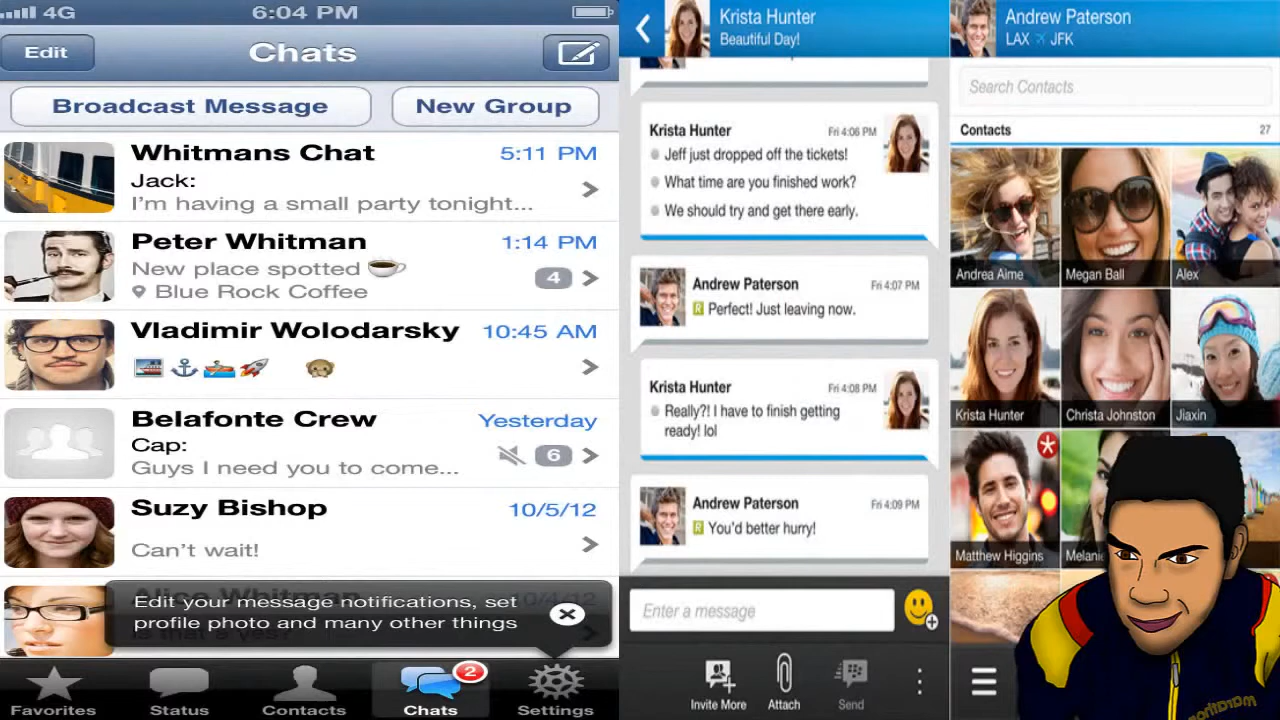 4G 6:04 PM
Edit Chats
Broadcast Message New Group
Whitmans Chat 5:11 PM
Jack:
I'm having a small party tonight...
Peter Whitman 1:14 PM
New place spotted ☕
4
Blue Rock Coffee
Vladimir Wolodarsky 10:45 AM
Belafonte Crew Yesterday
Cap:
Guys I need you to come... 6
Suzy Bishop 10/5/12
Can't wait!
Alice Whitman 10/4/12
Edit your message notifications, set
profile photo and many other things
Favorites Status Contacts Chats 2 Settings
Krista Hunter
Beautiful Day!
Krista Hunter Fri 4:06 PM
Jeff just dropped off the tickets!
What time are you finished work?
We should try and get there early.
Andrew Paterson Fri 4:07 PM
R Perfect! Just leaving now.
Krista Hunter Fri 4:08 PM
Really?! I have to finish getting
ready! lol
Andrew Paterson Fri 4:09 PM
R You'd better hurry!
Enter a message
Invite More Attach Send
Andrew Paterson
LAX ✈ JFK
Search Contacts
Contacts 27
Andrea Aime Megan Ball Alex
Krista Hunter Christa Johnston Jiaxin
Matthew Higgins